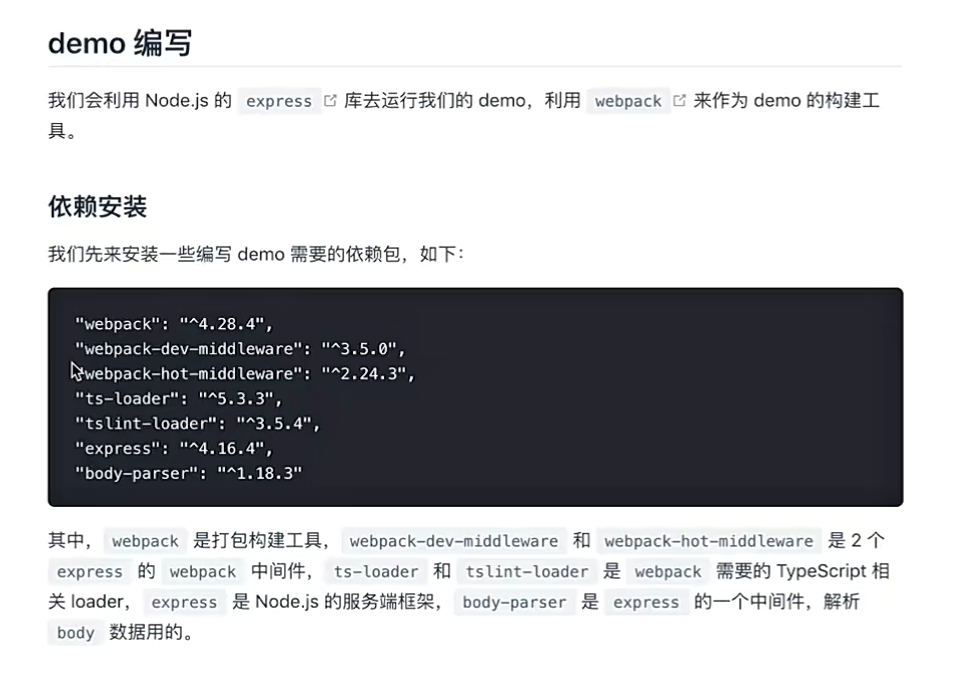 demo 编写
我们会利用 Node.js 的 express 库去运行我们的 demo，利用 webpack 来作为 demo 的构建工
具。
依赖安装
我们先来安装一些编写 demo 需要的依赖包，如下：
"webpack": "^4.28.4",
"webpack-dev-middleware": "^3.5.0",
"webpack-hot-middleware": "^2.24.3",
"ts-loader": "^5.3.3",
"tslint-loader": "^3.5.4",
"express": "^4.16.4",
"body-parser": "^1.18.3"
其中， webpack 是打包构建工具， webpack-dev-middleware 和 webpack-hot-middleware 是 2 个
express 的 webpack 中间件， ts-loader 和 tslint-loader 是 webpack 需要的 TypeScript 相
关 loader， express 是 Node.js 的服务端框架， body-parser 是 express 的一个中间件，解析
body 数据用的。